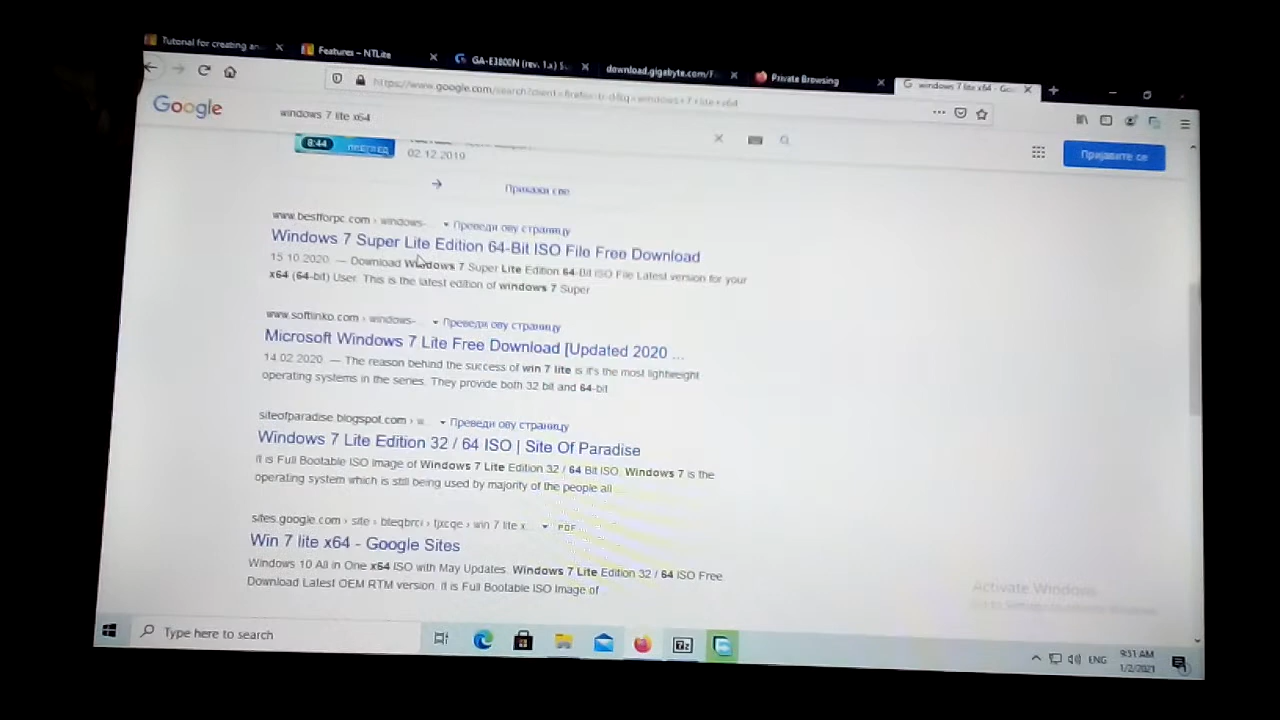 Tutorial for creating an...
Features – NTLite
GA-E3800N (rev. 1.x) S
download.gigabyte.com/F
Private Browsing
windows 7 lite x64 - Goo
Google
windows 7 lite x64
Пријавите се
8:44
02.12.2019
Прикажи све
www.bestforpc.com › windows-... Преведи ову страницу
Windows 7 Super Lite Edition 64-Bit ISO File Free Download
15.10.2020. — Download Windows 7 Super Lite Edition 64-Bit ISO File Latest version for your
x64 (64-bit) User. This is the latest edition of windows 7 Super
www.softlinko.com › windows-... Преведи ову страницу
Microsoft Windows 7 Lite Free Download [Updated 2020 ...
14.02.2020. — The reason behind the success of win 7 lite is it's the most lightweight
operating systems in the series. They provide both 32 bit and 64-bit
siteofparadise.blogspot.com › w... Преведи ову страницу
Windows 7 Lite Edition 32 / 64 ISO | Site Of Paradise
it is Full Bootable ISO Image of Windows 7 Lite Edition 32 / 64 Bit ISO. Windows 7 is the
operating system which is still being used by majority of the people all
sites.google.com › site › bleqbrci › fjxcqe › win 7 lite x... PDF
Win 7 lite x64 - Google Sites
Windows 10 All in One x64 ISO with May Updates. Windows 7 Lite Edition 32 / 64 ISO Free
Download Latest OEM RTM version. it is Full Bootable ISO Image of
Activate Windows
Type here to search
ENG
9:51 AM
1/2/2021